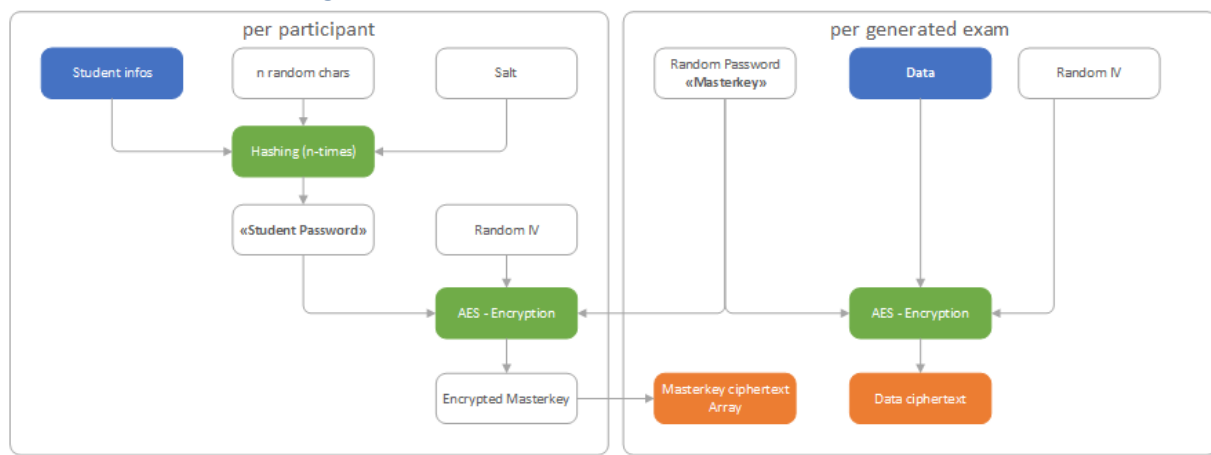 per participant
Student infos
n random chars
Salt
Hashing (n-times)
«Student Password»
Random IV
AES - Encryption
Encrypted Masterkey
per generated exam
Random Password
«Masterkey»
Data
Random IV
AES - Encryption
Masterkey ciphertext
Array
Data ciphertext